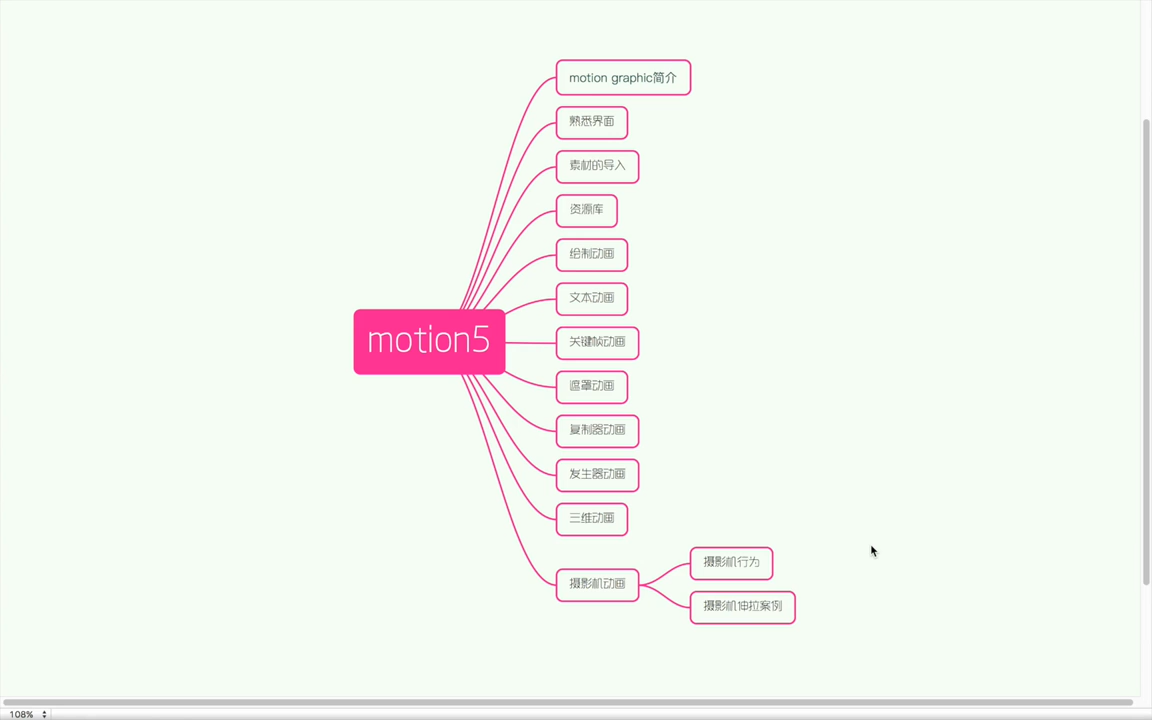 motion graphic简介
熟悉界面
素材的导入
资源库
绘制动画
文本动画
motion5
关键帧动画
遮罩动画
复制器动画
发生器动画
三维动画
摄影机行为
摄影机动画
摄影机伸拉案例
108%